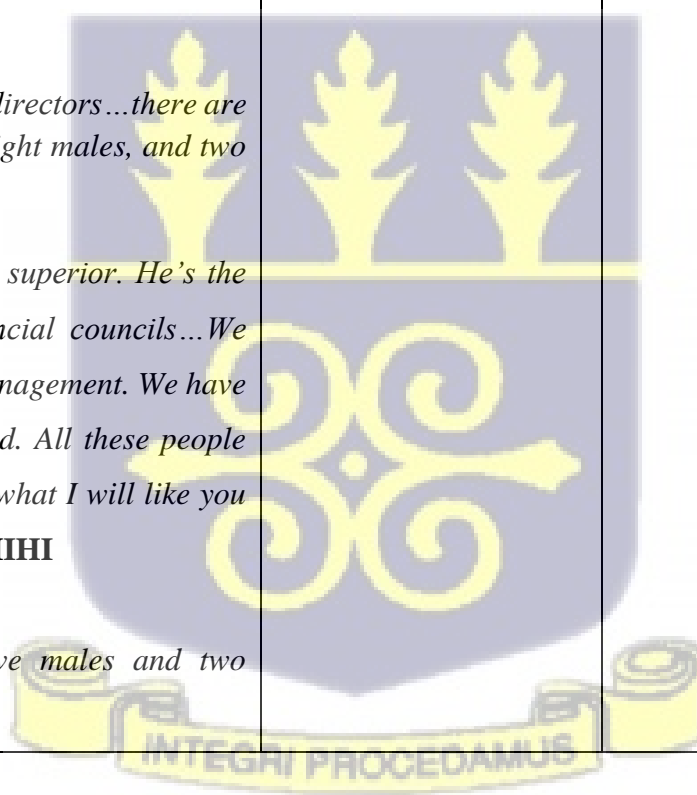 directors…there are
ght males, and two
superior. He’s the
ncial councils…We
nagement. We have
d. All these people
what I will like you
IIHI
ve males and two
INTEGRI PROCEDAMUS